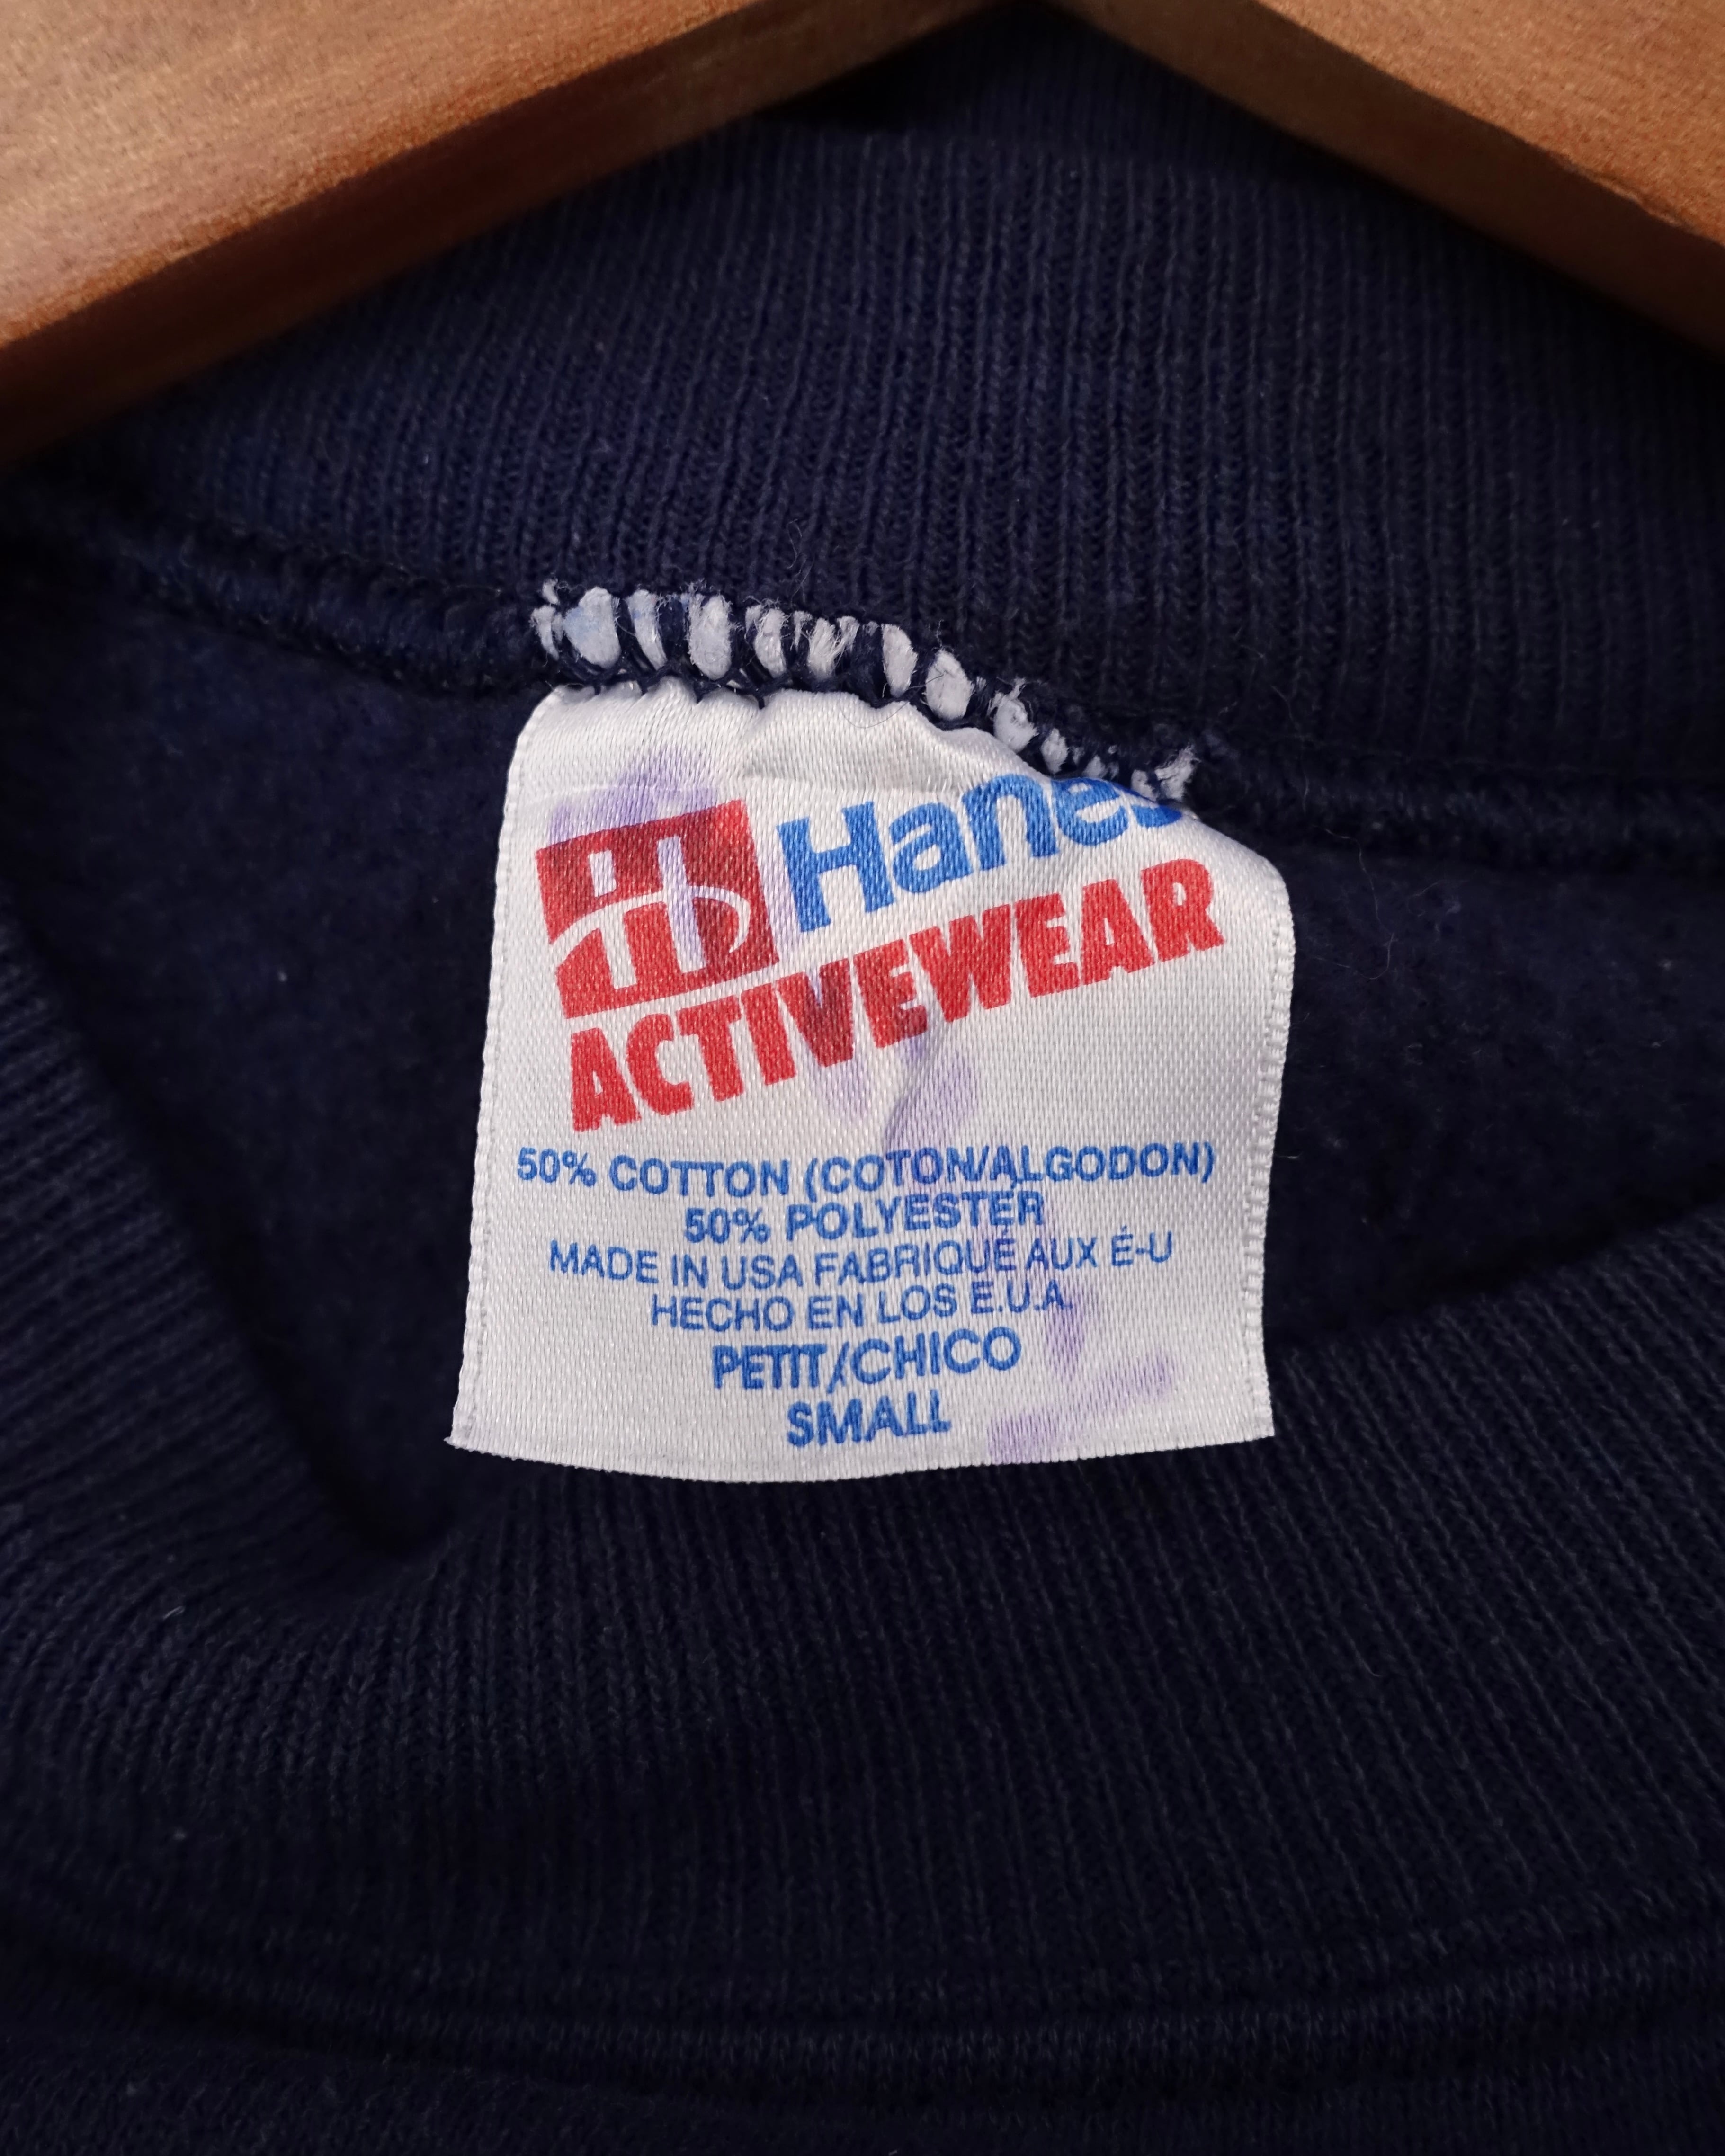 Hanes
ACTIVEWEAR
50% COTTON (COTON/ALGODON)
50% POLYESTER
MADE IN USA FABRIQUÉ AUX É-U
HECHO EN LOS E.U.A.
PETIT/CHICO
SMALL